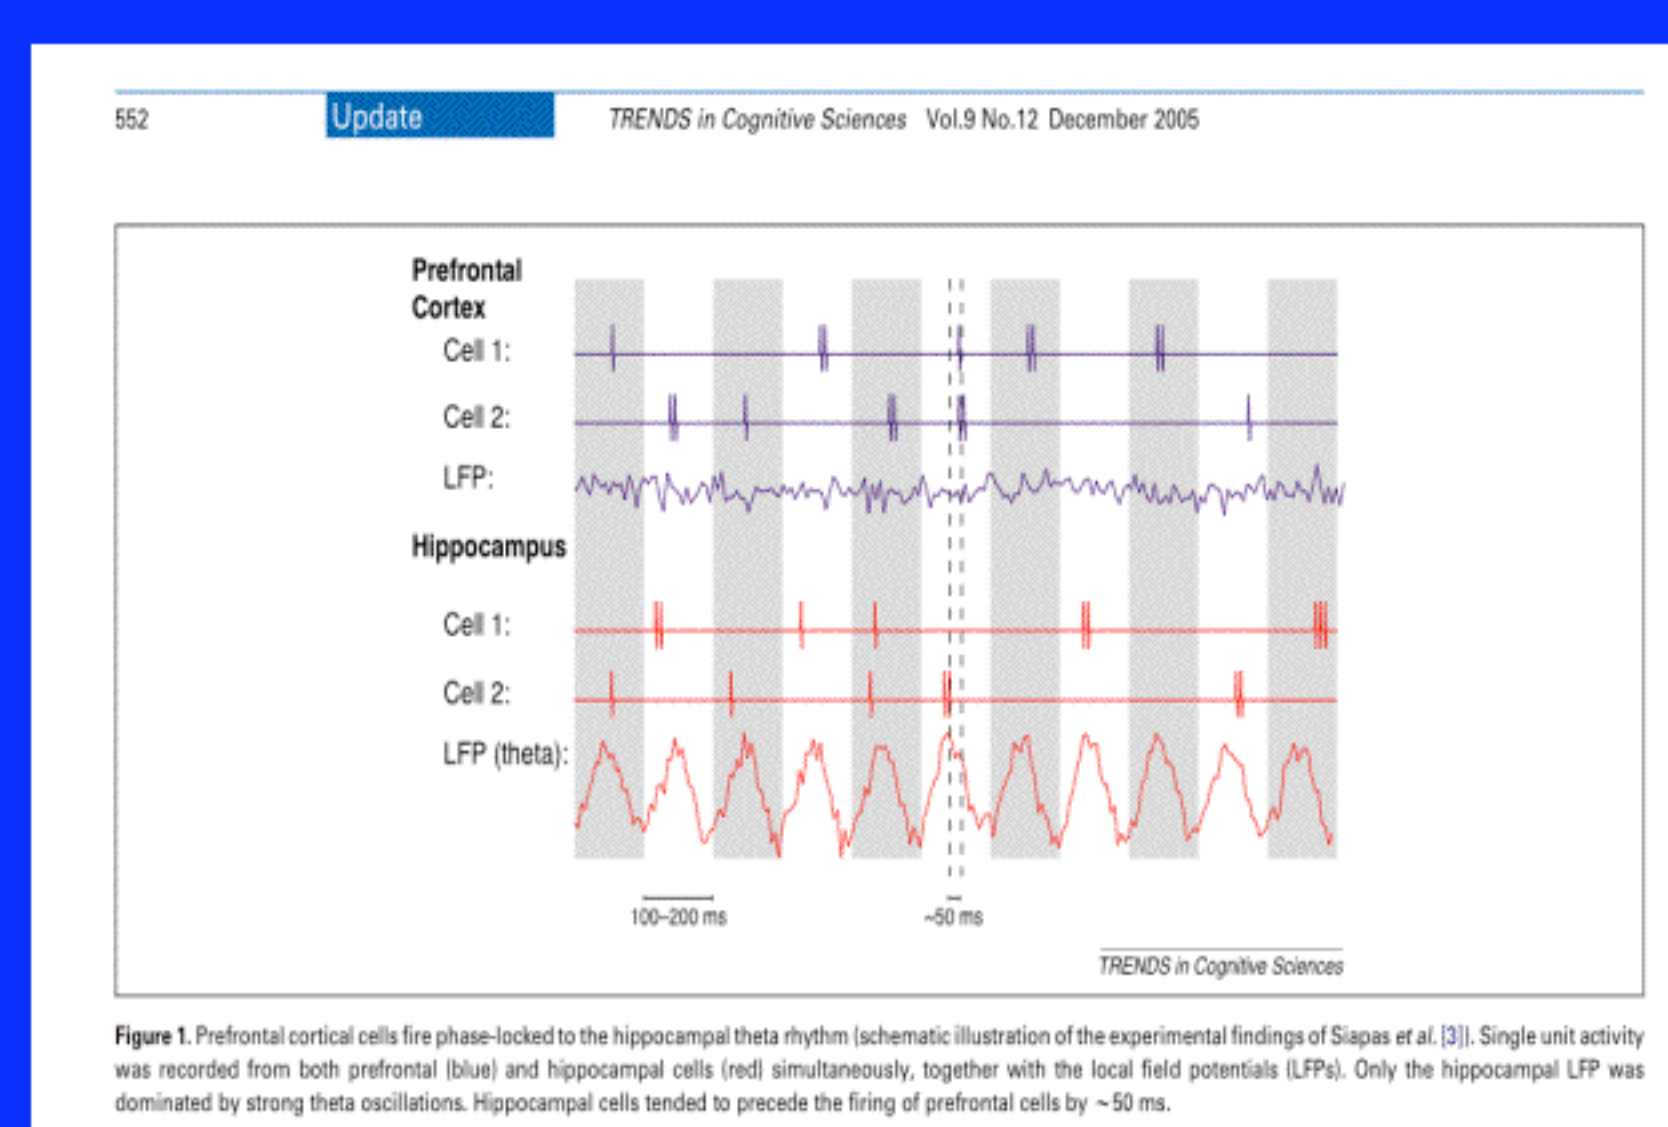 552 Update TRENDS in Cognitive Sciences Vol.9 No.12 December 2005
Prefrontal
Cortex
Cell 1:
Cell 2:
LFP:
Hippocampus
Cell 1:
Cell 2:
LFP (theta):
100–200 ms ~50 ms
TRENDS in Cognitive Sciences
Figure 1. Prefrontal cortical cells fire phase-locked to the hippocampal theta rhythm (schematic illustration of the experimental findings of Siapas et al. [3]). Single unit activity
was recorded from both prefrontal (blue) and hippocampal cells (red) simultaneously, together with the local field potentials (LFPs). Only the hippocampal LFP was
dominated by strong theta oscillations. Hippocampal cells tended to precede the firing of prefrontal cells by ~50 ms.